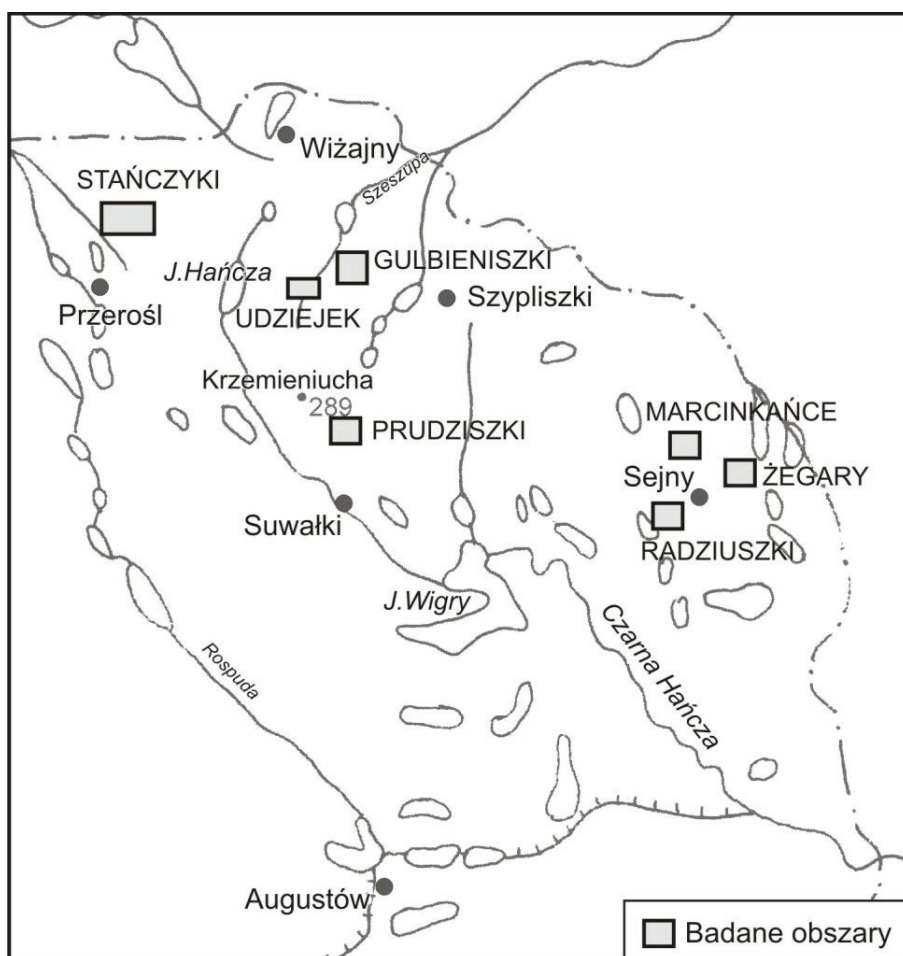 Wiżajny
STAŃCZYKI
Szeszupa
J.Hańcza
GULBIENISZKI
Przerośl
UDZIEJEK
Szypliszki
Krzemieniucha
289
PRUDZISZKI
MARCINKAŃCE
Sejny
ŻEGARY
Suwałki
RADZIUSZKI
J.Wigry
Czarna Hańcza
Rospuda
Augustów
Badane obszary